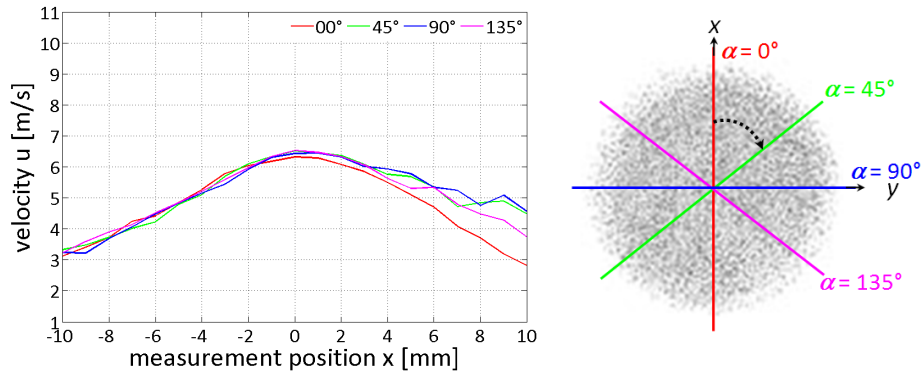 00° 45° 90° 135°
velocity u [m/s]
11
10
9
8
7
6
5
4
3
2
1
-10 -8 -6 -4 -2 0 2 4 6 8 10
measurement position x [mm]
x
α = 0°
α = 45°
α = 90°
y
α = 135°